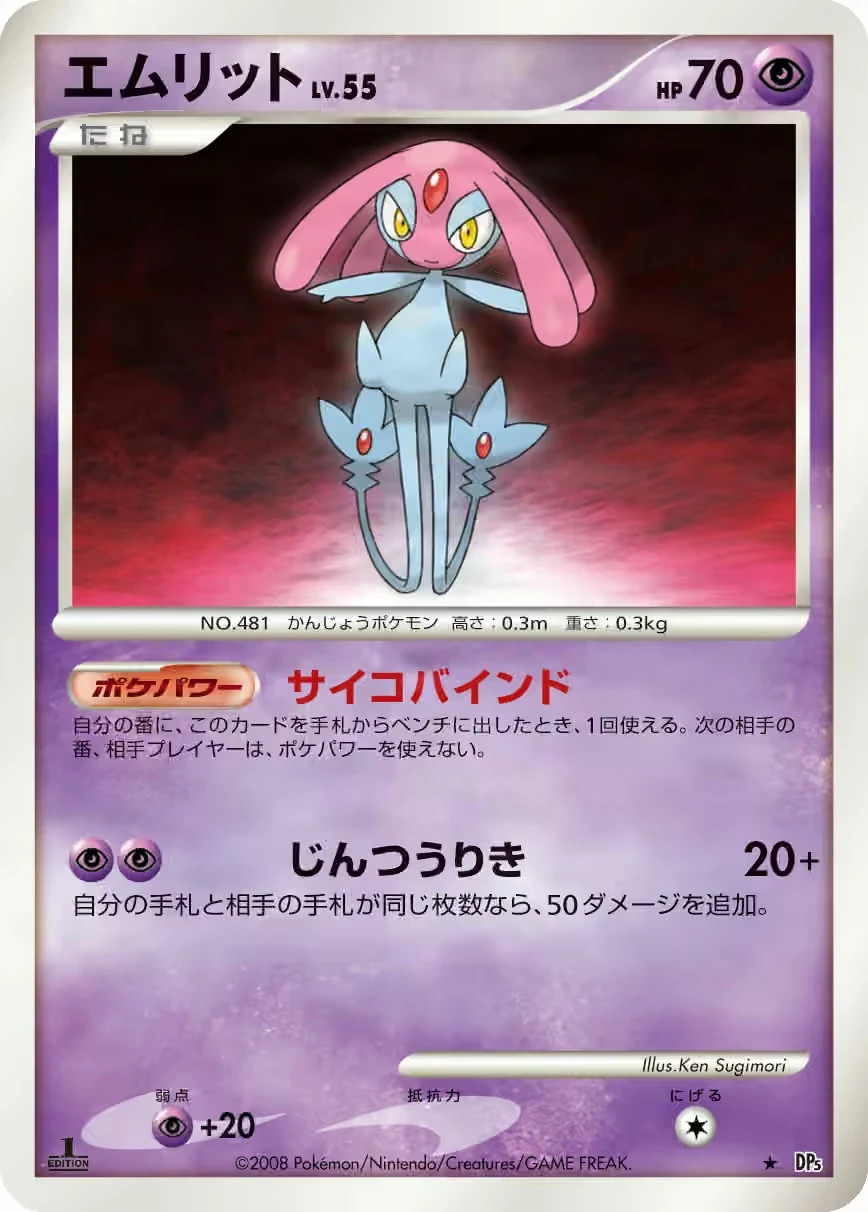 エムリット LV.55 HP 70
たね
NO.481 かんじょうポケモン 高さ：0.3m 重さ：0.3kg
ポケパワー サイコバインド
自分の番に、このカードを手札からベンチに出したとき、1回使える。次の相手の
番、相手プレイヤーは、ポケパワーを使えない。
じんつうりき 20+
自分の手札と相手の手札が同じ枚数なら、50ダメージを追加。
Illus.Ken Sugimori
弱点 抵抗力 にげる
+20
1 EDITION ©2008 Pokémon/Nintendo/Creatures/GAME FREAK. ★ DP5